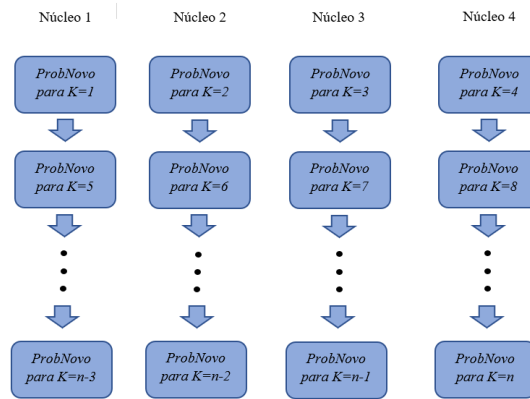 Núcleo 1 Núcleo 2 Núcleo 3 Núcleo 4
ProbNovo ProbNovo ProbNovo ProbNovo
para K=1 para K=2 para K=3 para K=4
ProbNovo ProbNovo ProbNovo ProbNovo
para K=5 para K=6 para K=7 para K=8
ProbNovo ProbNovo ProbNovo ProbNovo
para K=n-3 para K=n-2 para K=n-1 para K=n